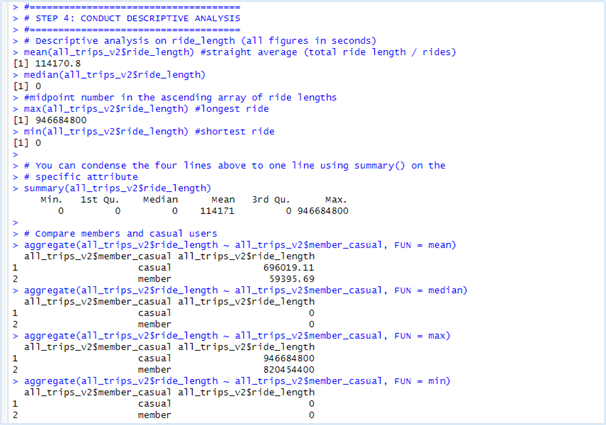 > #=====================================
> # STEP 4: CONDUCT DESCRIPTIVE ANALYSIS
> #=====================================
> # Descriptive analysis on ride_length (all figures in seconds)
> mean(all_trips_v2$ride_length) #straight average (total ride length / rides)
[1] 114170.8
> median(all_trips_v2$ride_length)
[1] 0
> #midpoint number in the ascending array of ride lengths
> max(all_trips_v2$ride_length) #longest ride
[1] 946684800
> min(all_trips_v2$ride_length) #shortest ride
[1] 0
>
> # You can condense the four lines above to one line using summary() on the
> # specific attribute
> summary(all_trips_v2$ride_length)
Min. 1st Qu. Median Mean 3rd Qu. Max.
0 0 0 114171 0 946684800
>
> # Compare members and casual users
> aggregate(all_trips_v2$ride_length ~ all_trips_v2$member_casual, FUN = mean)
all_trips_v2$member_casual all_trips_v2$ride_length
1 casual 696019.11
2 member 59395.69
> aggregate(all_trips_v2$ride_length ~ all_trips_v2$member_casual, FUN = median)
all_trips_v2$member_casual all_trips_v2$ride_length
1 casual 0
2 member 0
> aggregate(all_trips_v2$ride_length ~ all_trips_v2$member_casual, FUN = max)
all_trips_v2$member_casual all_trips_v2$ride_length
1 casual 946684800
2 member 820454400
> aggregate(all_trips_v2$ride_length ~ all_trips_v2$member_casual, FUN = min)
all_trips_v2$member_casual all_trips_v2$ride_length
1 casual 0
2 member 0